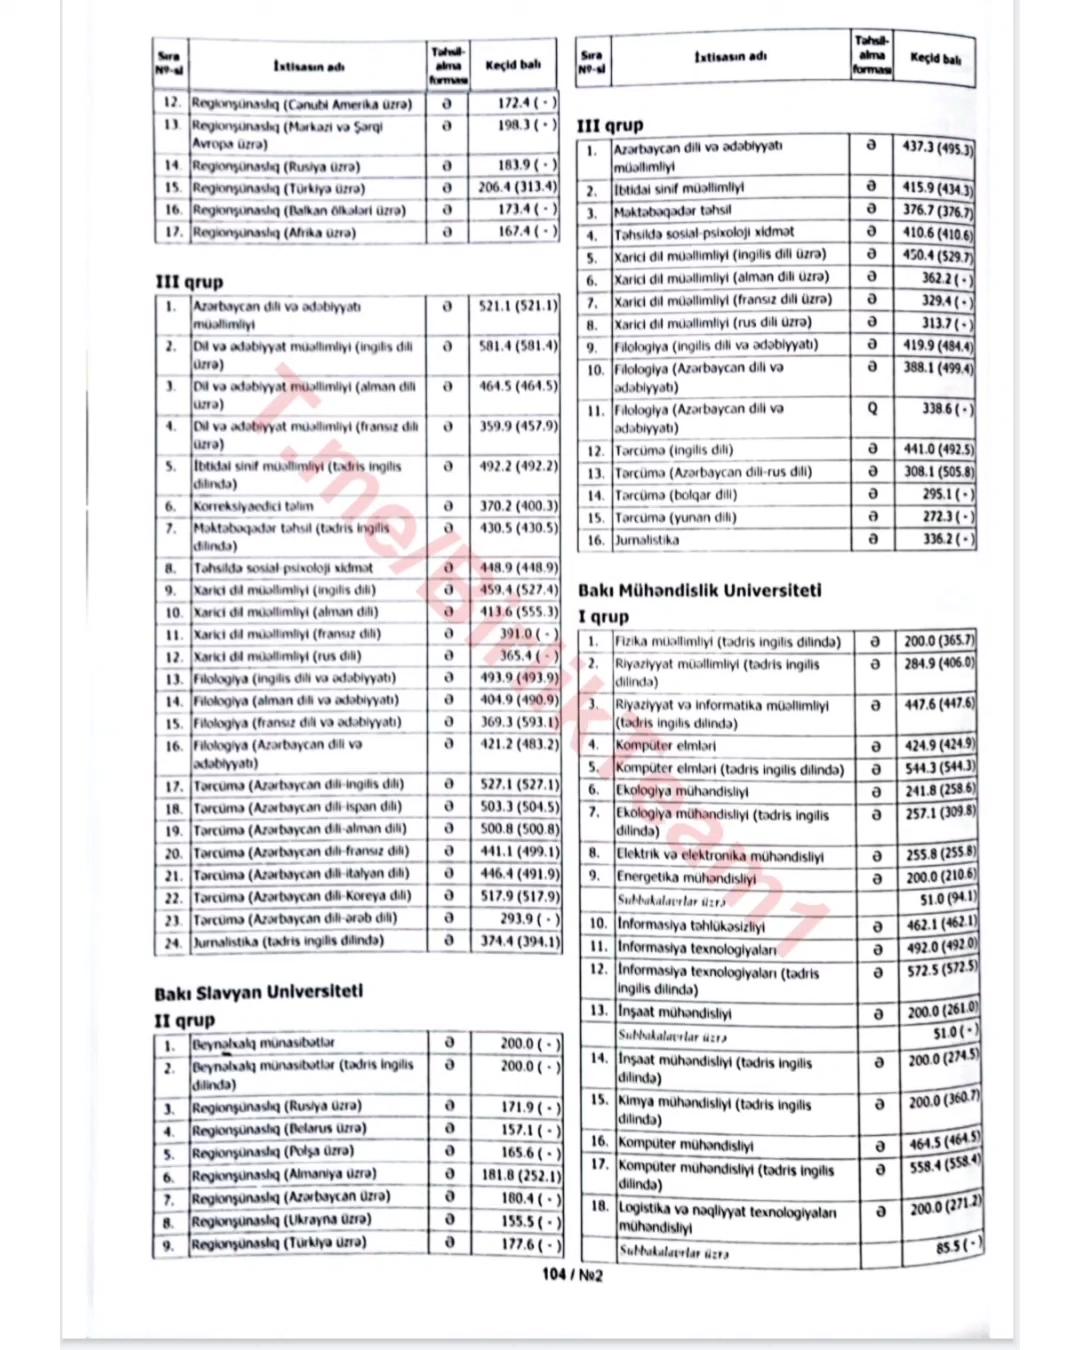 Sıra №-si İxtisasın adı Təhsil-alma forması Keçid balı
12. Regionşünaslıq (Cənubi Amerika üzrə) Ə 172.4 ( - )
13. Regionşünaslıq (Mərkəzi və Şərqi Ə 198.3 ( - )
Avropa üzrə)
14. Regionşünaslıq (Rusiya üzrə) Ə 183.9 ( - )
15. Regionşünaslıq (Türkiyə üzrə) Ə 206.4 (313.4)
16. Regionşünaslıq (Balkan ölkələri üzrə) Ə 173.4 ( - )
17. Regionşünaslıq (Afrika üzrə) Ə 167.4 ( - )
III qrup
1. Azərbaycan dili və ədəbiyyatı Ə 521.1 (521.1)
müəllimliyi
2. Dil və ədəbiyyat müəllimliyi (ingilis dili Ə 581.4 (581.4)
üzrə)
3. Dil və ədəbiyyat müəllimliyi (alman dili Ə 464.5 (464.5)
üzrə)
4. Dil və ədəbiyyat müəllimliyi (fransız dili Ə 359.9 (457.9)
üzrə)
5. İbtidai sinif müəllimliyi (tədris ingilis Ə 492.2 (492.2)
dilində)
6. Korreksiyaedici təlim Ə 370.2 (400.3)
7. Məktəbəqədər təhsil (tədris ingilis Ə 430.5 (430.5)
dilində)
8. Təhsildə sosial-psixoloji xidmət Ə 448.9 (448.9)
9. Xarici dil müəllimliyi (ingilis dili) Ə 459.4 (527.4)
10. Xarici dil müəllimliyi (alman dili) Ə 413.6 (555.3)
11. Xarici dil müəllimliyi (fransız dili) Ə 391.0 ( - )
12. Xarici dil müəllimliyi (rus dili) Ə 365.4 ( - )
13. Filologiya (ingilis dili və ədəbiyyatı) Ə 493.9 (493.9)
14. Filologiya (alman dili və ədəbiyyatı) Ə 404.9 (490.9)
15. Filologiya (fransız dili və ədəbiyyatı) Ə 369.3 (593.1)
16. Filologiya (Azərbaycan dili və Ə 421.2 (483.2)
ədəbiyyatı)
17. Tərcümə (Azərbaycan dili-ingilis dili) Ə 527.1 (527.1)
18. Tərcümə (Azərbaycan dili-ispan dili) Ə 503.3 (504.5)
19. Tərcümə (Azərbaycan dili-alman dili) Ə 500.8 (500.8)
20. Tərcümə (Azərbaycan dili-fransız dili) Ə 441.1 (499.1)
21. Tərcümə (Azərbaycan dili-italyan dili) Ə 446.4 (491.9)
22. Tərcümə (Azərbaycan dili-Koreya dili) Ə 517.9 (517.9)
23. Tərcümə (Azərbaycan dili-ərəb dili) Ə 293.9 ( - )
24. Jurnalistika (tədris ingilis dilində) Ə 374.4 (394.1)
Bakı Slavyan Universiteti
II qrup
1. Beynəlxalq münasibətlər Ə 200.0 ( - )
2. Beynəlxalq münasibətlər (tədris ingilis Ə 200.0 ( - )
dilində)
3. Regionşünaslıq (Rusiya üzrə) Ə 171.9 ( - )
4. Regionşünaslıq (Belarus üzrə) Ə 157.1 ( - )
5. Regionşünaslıq (Polşa üzrə) Ə 165.6 ( - )
6. Regionşünaslıq (Almaniya üzrə) Ə 181.8 (252.1)
7. Regionşünaslıq (Azərbaycan üzrə) Ə 180.4 ( - )
8. Regionşünaslıq (Ukrayna üzrə) Ə 155.5 ( - )
9. Regionşünaslıq (Türkiyə üzrə) Ə 177.6 ( - )
Sıra №-si İxtisasın adı Təhsil-alma forması Keçid balı
III qrup
1. Azərbaycan dili və ədəbiyyatı Ə 437.3 (495.3)
müəllimliyi
2. İbtidai sinif müəllimliyi Ə 415.9 (434.3)
3. Məktəbəqədər təhsil Ə 376.7 (376.7)
4. Təhsildə sosial-psixoloji xidmət Ə 410.6 (410.6)
5. Xarici dil müəllimliyi (ingilis dili üzrə) Ə 450.4 (529.7)
6. Xarici dil müəllimliyi (alman dili üzrə) Ə 362.2 ( - )
7. Xarici dil müəllimliyi (fransız dili üzrə) Ə 329.4 ( - )
8. Xarici dil müəllimliyi (rus dili üzrə) Ə 313.7 ( - )
9. Filologiya (ingilis dili və ədəbiyyatı) Ə 419.9 (484.4)
10. Filologiya (Azərbaycan dili və Ə 388.1 (499.4)
ədəbiyyatı)
11. Filologiya (Azərbaycan dili və Q 338.6 ( - )
ədəbiyyatı)
12. Tərcümə (ingilis dili) Ə 441.0 (492.5)
13. Tərcümə (Azərbaycan dili-rus dili) Ə 308.1 (505.8)
14. Tərcümə (bolqar dili) Ə 295.1 ( - )
15. Tərcümə (yunan dili) Ə 272.3 ( - )
16. Jurnalistika Ə 336.2 ( - )
Bakı Mühəndislik Universiteti
I qrup
1. Fizika müəllimliyi (tədris ingilis dilində) Ə 200.0 (365.7)
2. Riyaziyyat müəllimliyi (tədris ingilis Ə 284.9 (406.0)
dilində)
3. Riyaziyyat və informatika müəllimliyi Ə 447.6 (447.6)
(tədris ingilis dilində)
4. Kompüter elmləri Ə 424.9 (424.9)
5. Kompüter elmləri (tədris ingilis dilində) Ə 544.3 (544.3)
6. Ekologiya mühəndisliyi Ə 241.8 (258.6)
7. Ekologiya mühəndisliyi (tədris ingilis Ə 257.1 (309.8)
dilində)
8. Elektrik və elektronika mühəndisliyi Ə 255.8 (255.8)
9. Energetika mühəndisliyi Ə 200.0 (210.6)
Subbakalavrlar üzrə 51.0 (94.1)
10. İnformasiya təhlükəsizliyi Ə 462.1 (462.1)
11. İnformasiya texnologiyaları Ə 492.0 (492.0)
12. İnformasiya texnologiyaları (tədris Ə 572.5 (572.5)
ingilis dilində)
13. İnşaat mühəndisliyi Ə 200.0 (261.0)
Subbakalavrlar üzrə 51.0 ( - )
14. İnşaat mühəndisliyi (tədris ingilis Ə 200.0 (274.5)
dilində)
15. Kimya mühəndisliyi (tədris ingilis Ə 200.0 (360.7)
dilində)
16. Kompüter mühəndisliyi Ə 464.5 (464.5)
17. Kompüter mühəndisliyi (tədris ingilis Ə 558.4 (558.4)
dilində)
18. Logistika və nəqliyyat texnologiyaları Ə 200.0 (271.2)
mühəndisliyi
Subbakalavrlar üzrə 85.5 ( - )
104 / №2
T.me/BirlikTeam1